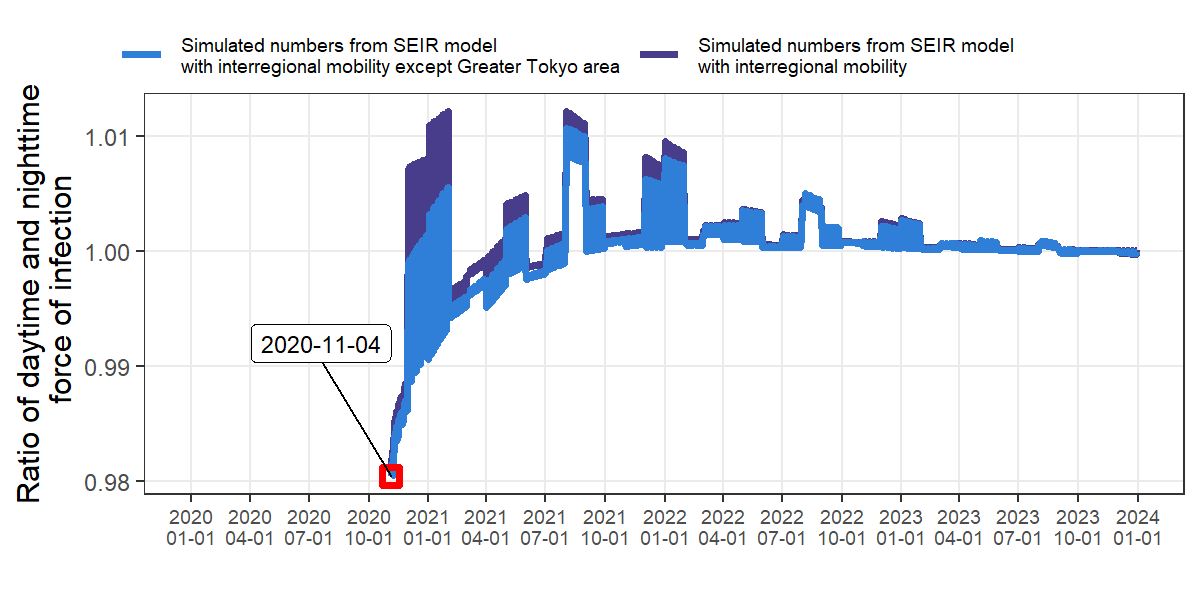 Simulated numbers from SEIR model
with interregional mobility except Greater Tokyo area
Simulated numbers from SEIR model
with interregional mobility
Ratio of daytime and nighttime
force of infection
1.01
1.00
0.99
0.98
2020-11-04
2020 2020 2020 2020 2021 2021 2021 2021 2022 2022 2022 2022 2023 2023 2023 2023 2024
01-01 04-01 07-01 10-01 01-01 04-01 07-01 10-01 01-01 04-01 07-01 10-01 01-01 04-01 07-01 10-01 01-01